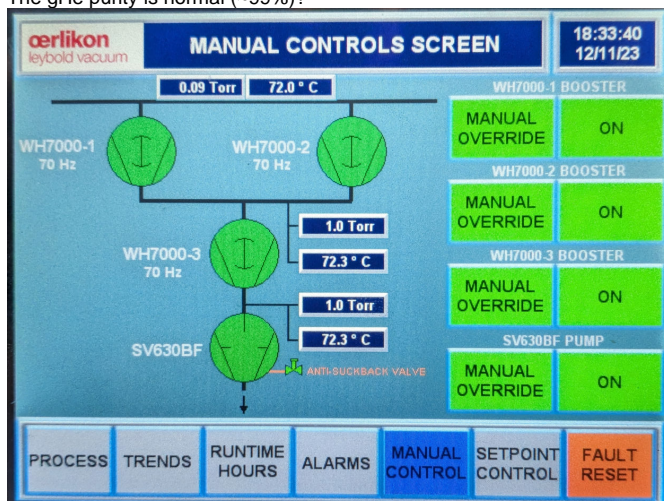 The gHe purity is normal (~99%)?
œrlikon
leybold vacuum
MANUAL CONTROLS SCREEN
18:33:40
12/11/23
0.09 Torr
72.0 ° C
WH7000-1
70 Hz
WH7000-2
70 Hz
WH7000-3
70 Hz
1.0 Torr
72.3 ° C
1.0 Torr
72.3 ° C
SV630BF
ANTI-SUCKBACK VALVE
WH7000-1 BOOSTER
MANUAL
OVERRIDE
ON
WH7000-2 BOOSTER
MANUAL
OVERRIDE
ON
WH7000-3 BOOSTER
MANUAL
OVERRIDE
ON
SV630BF PUMP
MANUAL
OVERRIDE
ON
PROCESS
TRENDS
RUNTIME
HOURS
ALARMS
MANUAL
CONTROL
SETPOINT
CONTROL
FAULT
RESET